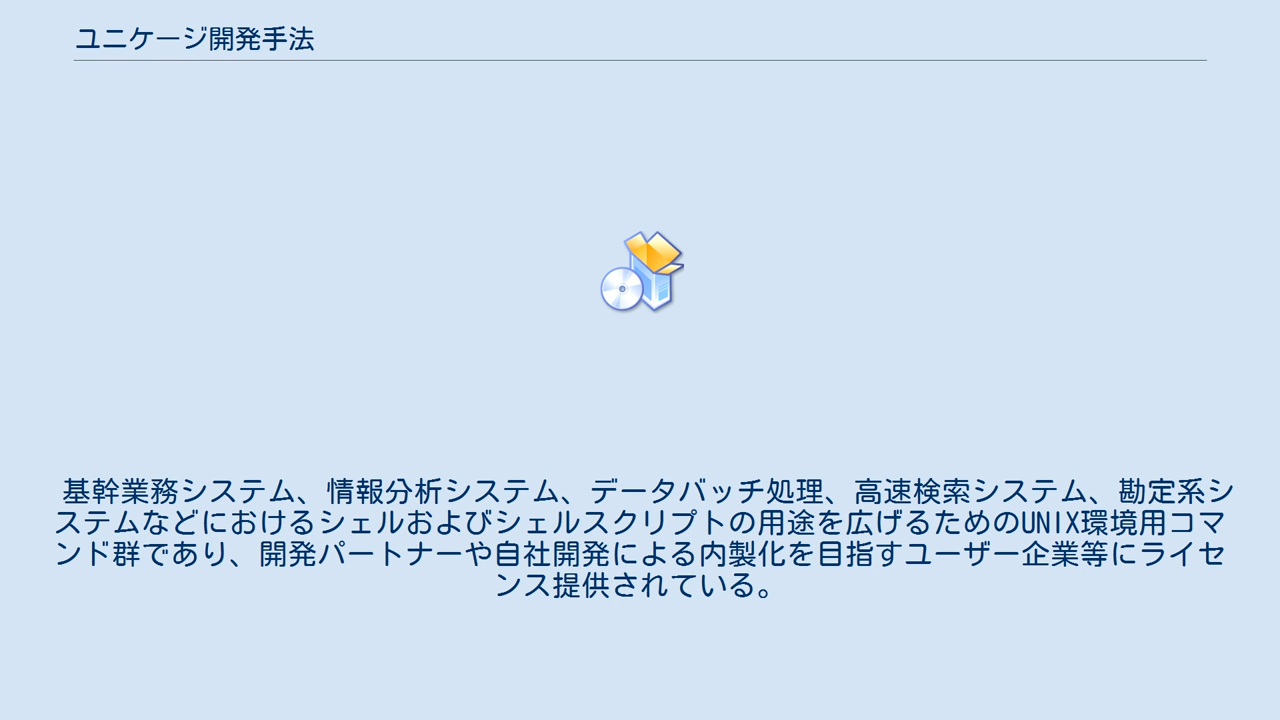 ユニケージ開発手法
基幹業務システム、情報分析システム、データバッチ処理、高速検索システム、勘定系シ
ステムなどにおけるシェルおよびシェルスクリプトの用途を広げるためのUNIX環境用コマ
ンド群であり、開発パートナーや自社開発による内製化を目指すユーザー企業等にライセ
ンス提供されている。